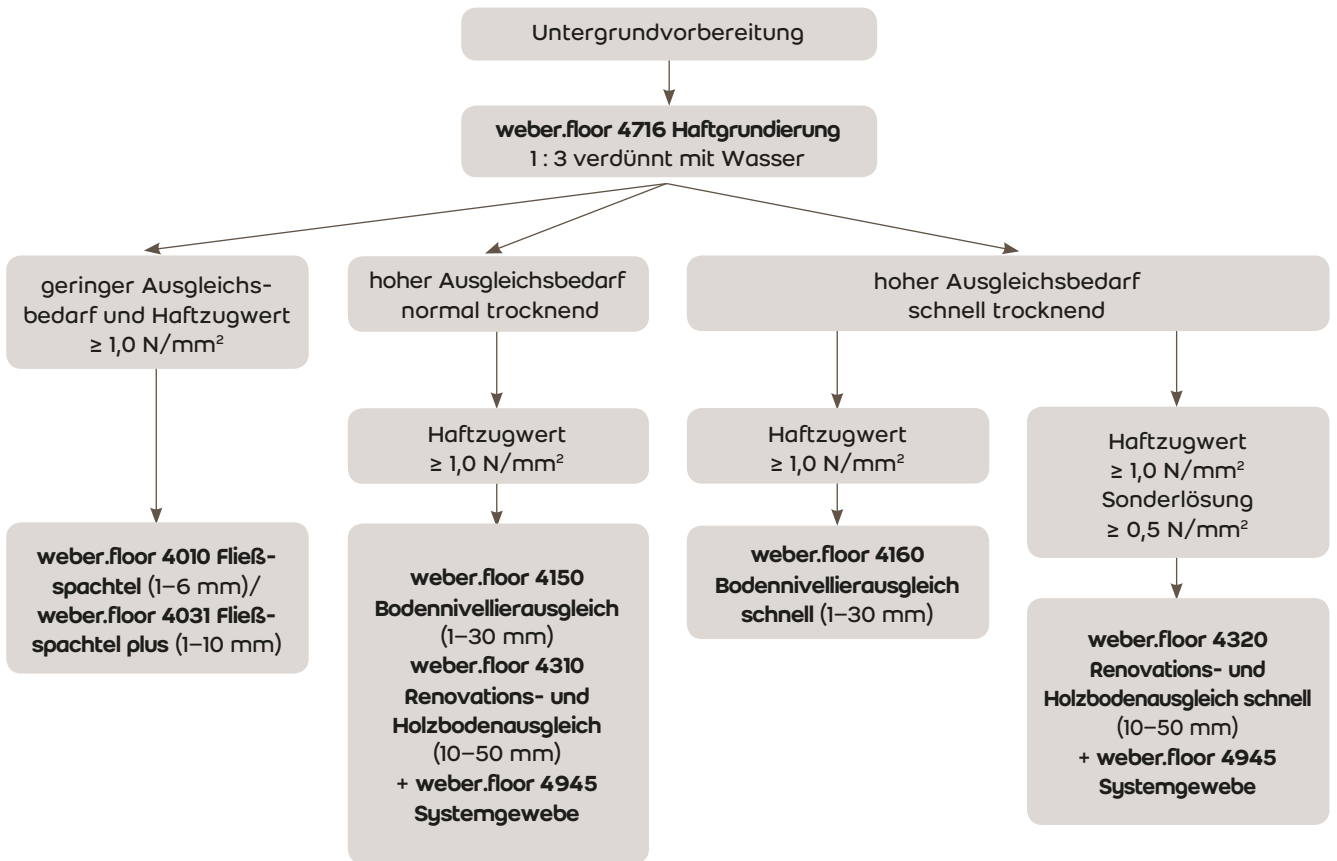 Untergrundvorbereitung
weber.floor 4716 Haftgrundierung
1 : 3 verdünnt mit Wasser
geringer Ausgleichs-
bedarf und Haftzugwert
≥ 1,0 N/mm²
hoher Ausgleichsbedarf
normal trocknend
hoher Ausgleichsbedarf
schnell trocknend
Haftzugwert
≥ 1,0 N/mm²
Haftzugwert
≥ 1,0 N/mm²
Haftzugwert
≥ 1,0 N/mm²
Sonderlösung
≥ 0,5 N/mm²
weber.floor 4010 Fließ-
spachtel (1–6 mm)/
weber.floor 4031 Fließ-
spachtel plus (1–10 mm)
weber.floor 4150
Bodennivellierausgleich
(1–30 mm)
weber.floor 4310
Renovations- und
Holzbodenausgleich
(10–50 mm)
+ weber.floor 4945
Systemgewebe
weber.floor 4160
Bodennivellierausgleich
schnell (1–30 mm)
weber.floor 4320
Renovations- und
Holzbodenausgleich schnell
(10–50 mm)
+ weber.floor 4945
Systemgewebe